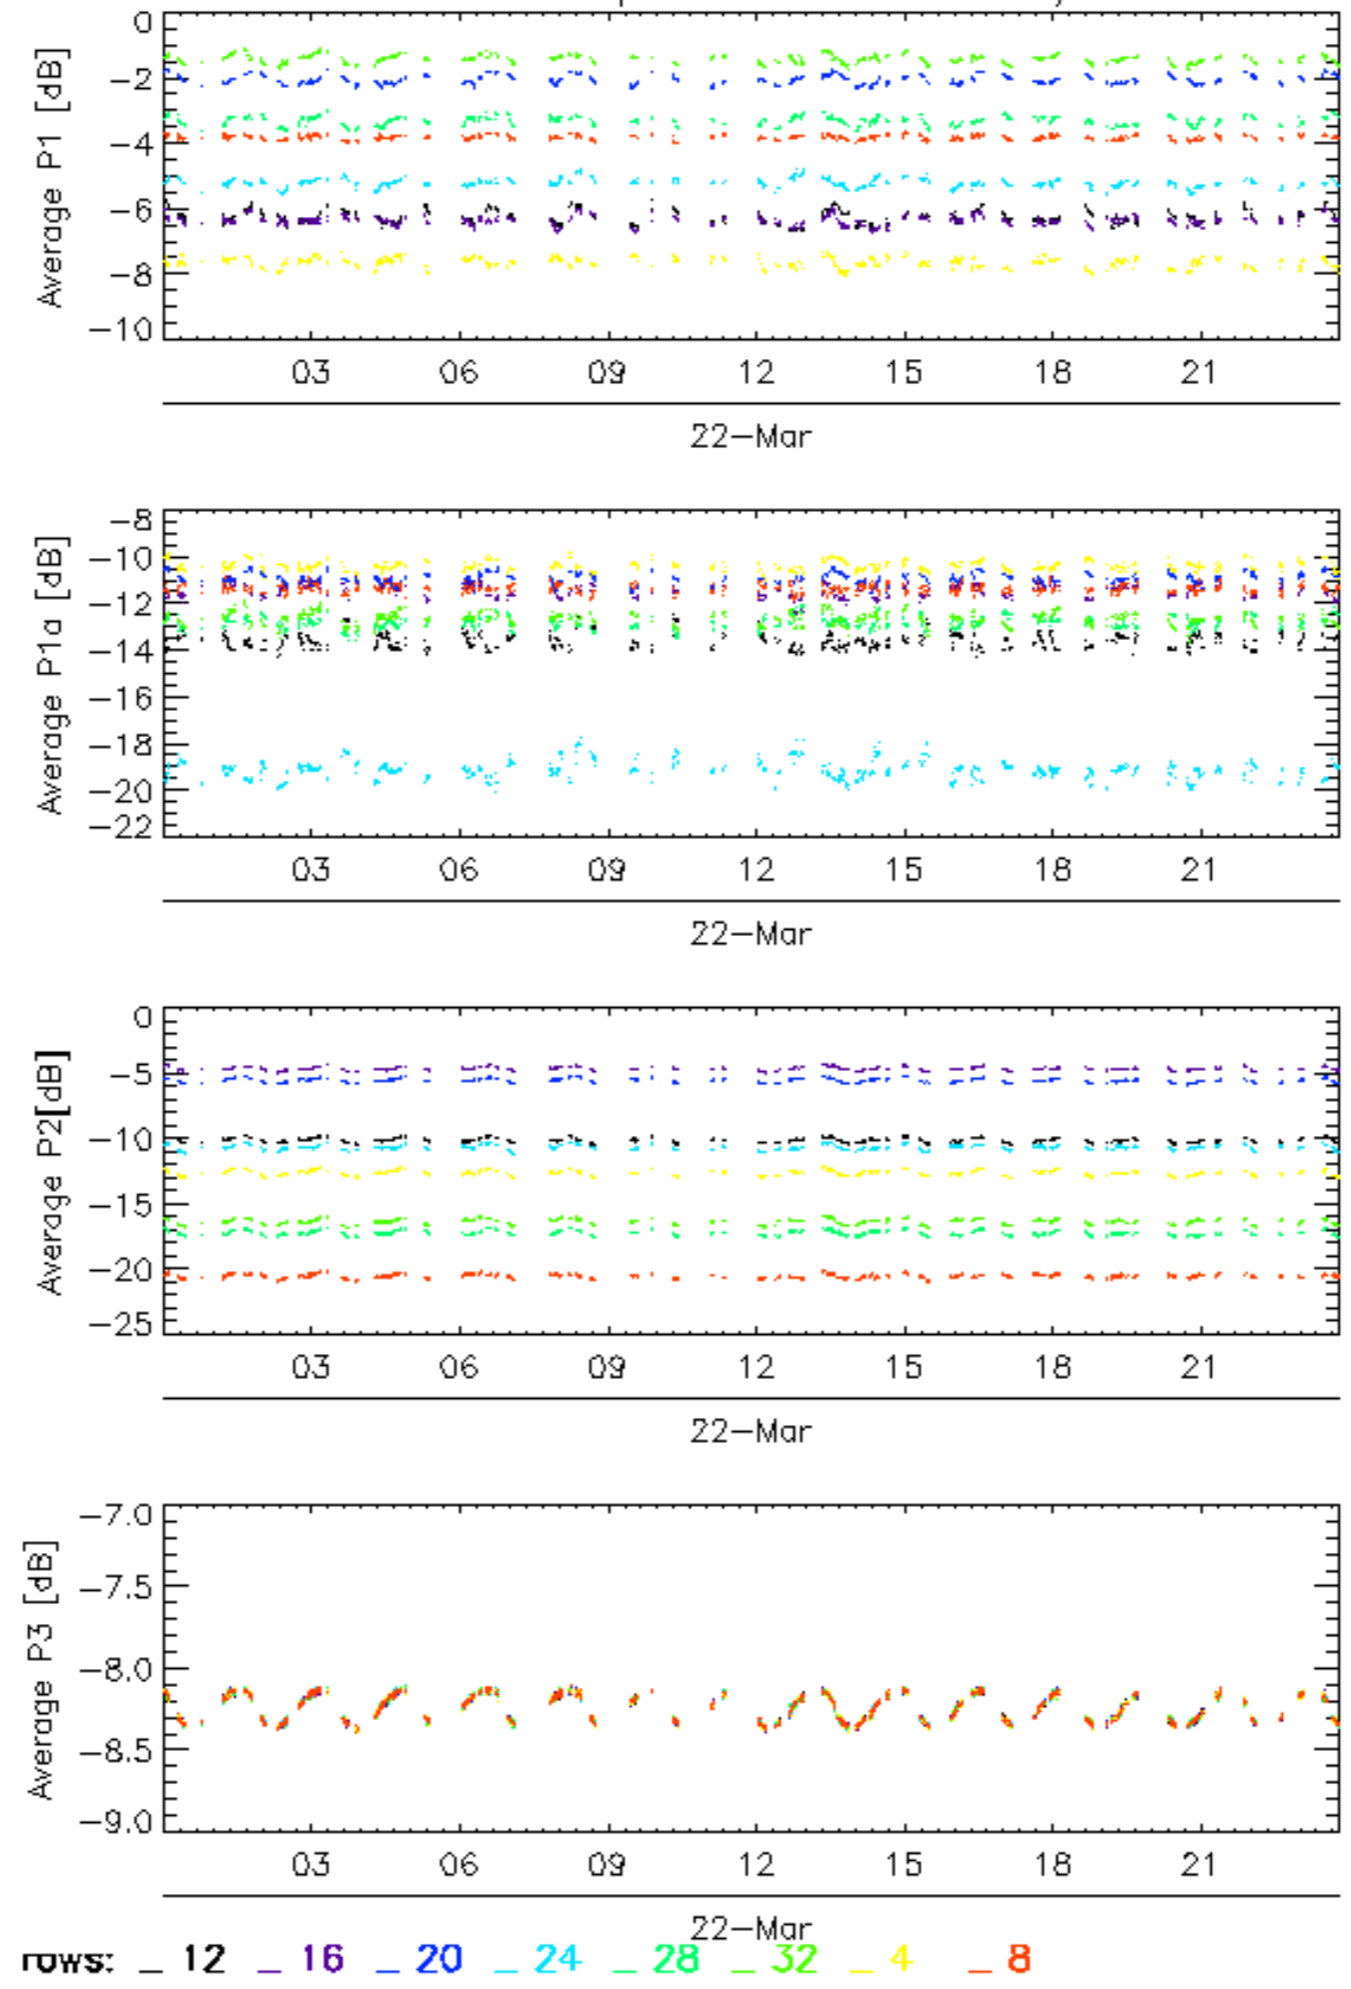 0
−2
−4
−6
−8
−10
Average P1 [dB]
03 06 09 12 15 18 21
22−Mar
−8
−10
−12
−14
−16
−18
−20
−22
Average P1a [dB]
03 06 09 12 15 18 21
22−Mar
0
−5
−10
−15
−20
−25
Average P2[dB]
03 06 09 12 15 18 21
22−Mar
−7.0
−7.5
−8.0
−8.5
−9.0
Average P3 [dB]
03 06 09 12 15 18 21
22−Mar
rows: _ 12 _ 16 _ 20 _ 24 _ 28 _ 32 _ 4 _ 8